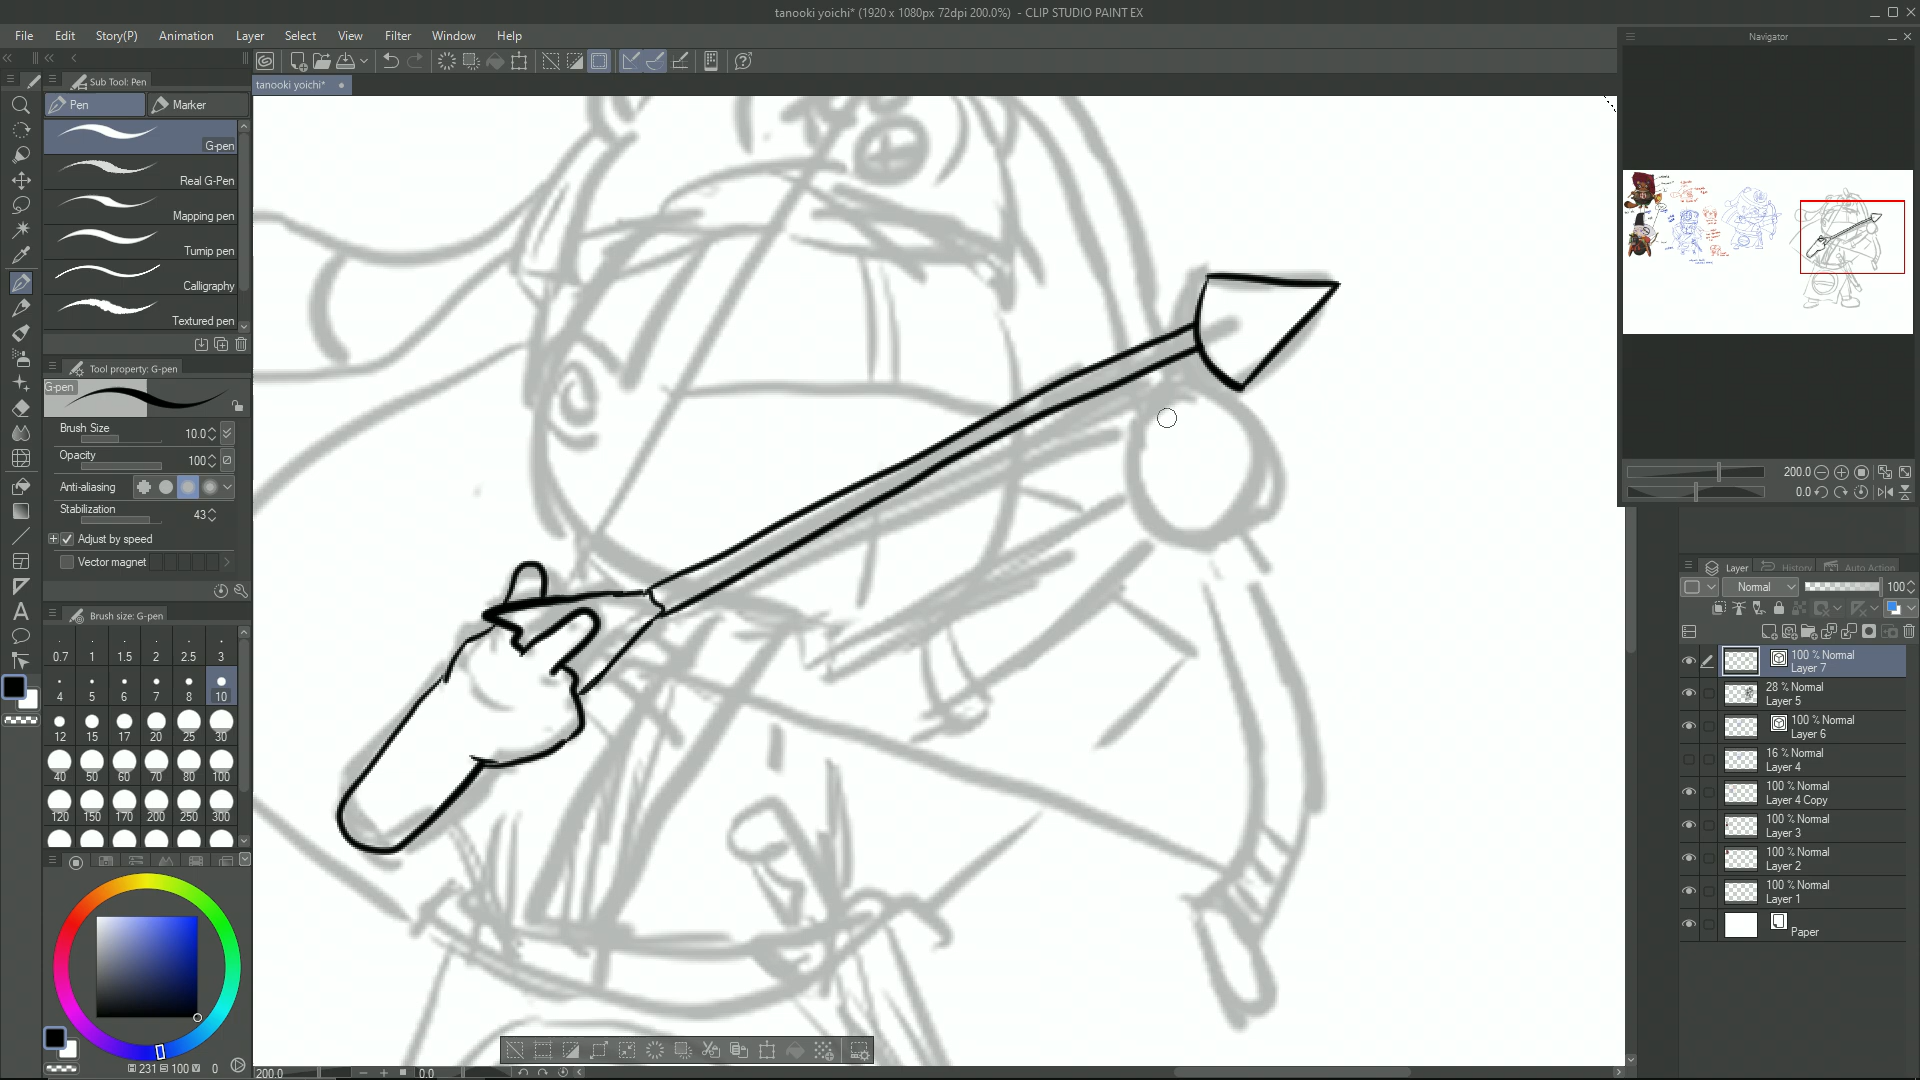 tanooki yoichi* (1920 x 1080px 72dpi 200.0%) - CLIP STUDIO PAINT EX
File Edit Story(P) Animation Layer Select View Filter Window Help
Navigator
Sub Tool: Pen
tanooki yoichi*
Pen Marker
G-pen
Real G-Pen
Mapping pen
Turnip pen
Calligraphy
Textured pen
Tool property: G-pen
G-pen
Brush Size 10.0
Opacity 100
Anti-aliasing
Stabilization 43
Adjust by speed
Vector magnet
Brush size: G-pen
0.7 1 1.5 2 2.5 3
4 5 6 7 8 10
12 15 17 20 25 30
40 50 60 70 80 100
120 150 170 200 250 300
231 100 0
200.0 0.0
200.0
0.0
Layer History Auto Action
Normal 100
100 % Normal
Layer 7
28 % Normal
Layer 5
100 % Normal
Layer 6
16 % Normal
Layer 4
100 % Normal
Layer 4 Copy
100 % Normal
Layer 3
100 % Normal
Layer 2
100 % Normal
Layer 1
Paper